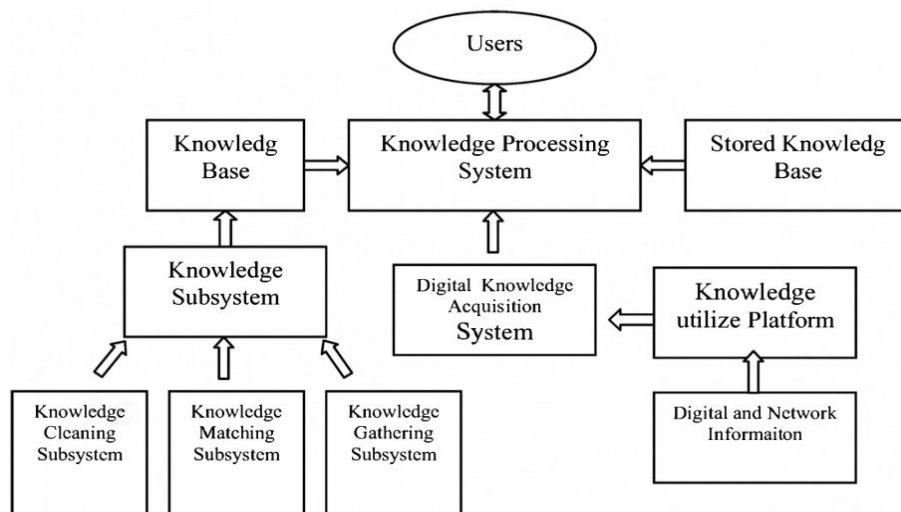 Users
Knowledg
Base
Knowledge Processing
System
Stored Knowledg
Base
Knowledge
Subsystem
Digital Knowledge
Acquisition
System
Knowledge
utilize Platform
Knowledge
Cleaning
Subsystem
Knowledge
Matching
Subsystem
Knowledge
Gathering
Subsystem
Digital and Network
Informaiton